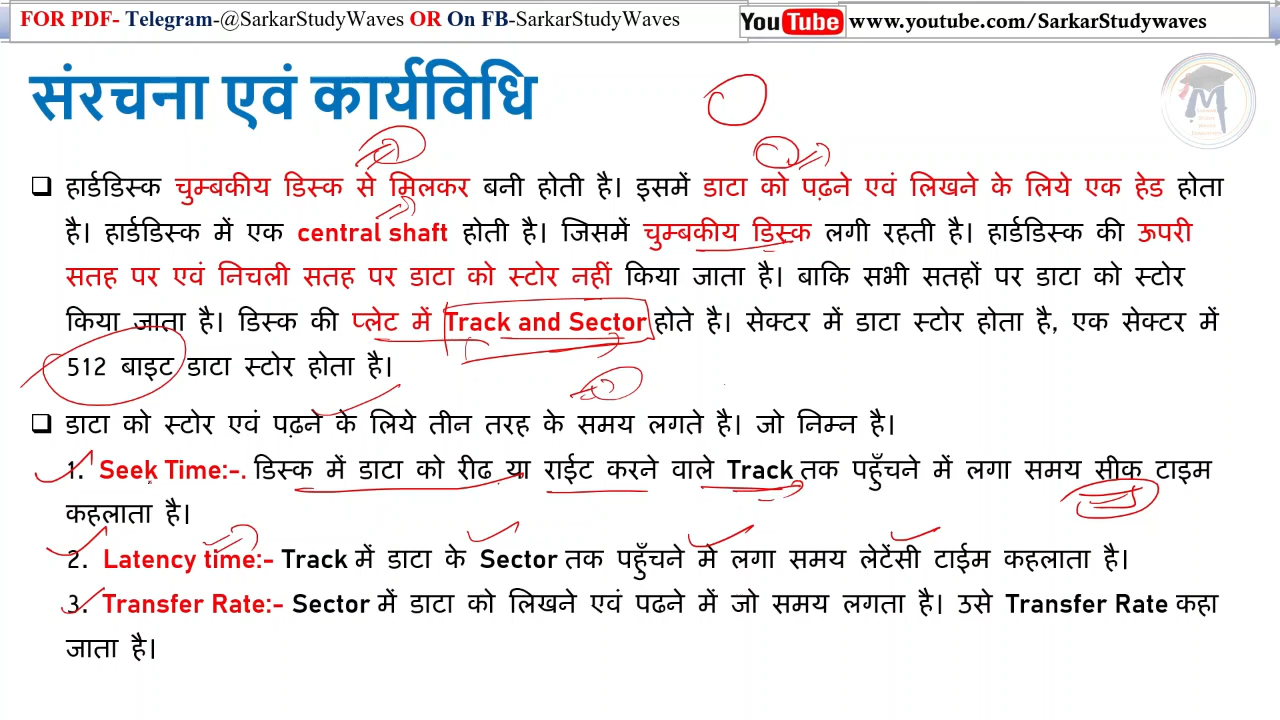 FOR PDF- Telegram-@SarkarStudyWaves OR On FB-SarkarStudyWaves
YouTube www.youtube.com/SarkarStudywaves
संरचना एवं कार्यविधि
M
❑ हार्डडिस्क चुम्बकीय डिस्क से मिलकर बनी होती है। इसमें डाटा को पढ़ने एवं लिखने के लिये एक हेड होता
है। हार्डडिस्क में एक central shaft होती है। जिसमें चुम्बकीय डिस्क लगी रहती है। हार्डडिस्क की ऊपरी
सतह पर एवं निचली सतह पर डाटा को स्टोर नहीं किया जाता है। बाकि सभी सतहों पर डाटा को स्टोर
किया जाता है। डिस्क की प्लेट में Track and Sector होते है। सेक्टर में डाटा स्टोर होता है, एक सेक्टर में
512 बाइट डाटा स्टोर होता है।
❑ डाटा को स्टोर एवं पढ़ने के लिये तीन तरह के समय लगते है। जो निम्न है।
1. Seek Time:-. डिस्क में डाटा को रीढ या राईट करने वाले Track तक पहुँचने में लगा समय सीक टाइम
कहलाता है।
2. Latency time:- Track में डाटा के Sector तक पहुँचने मे लगा समय लेटेंसी टाईम कहलाता है।
3. Transfer Rate:- Sector में डाटा को लिखने एवं पढने में जो समय लगता है। उसे Transfer Rate कहा
जाता है।